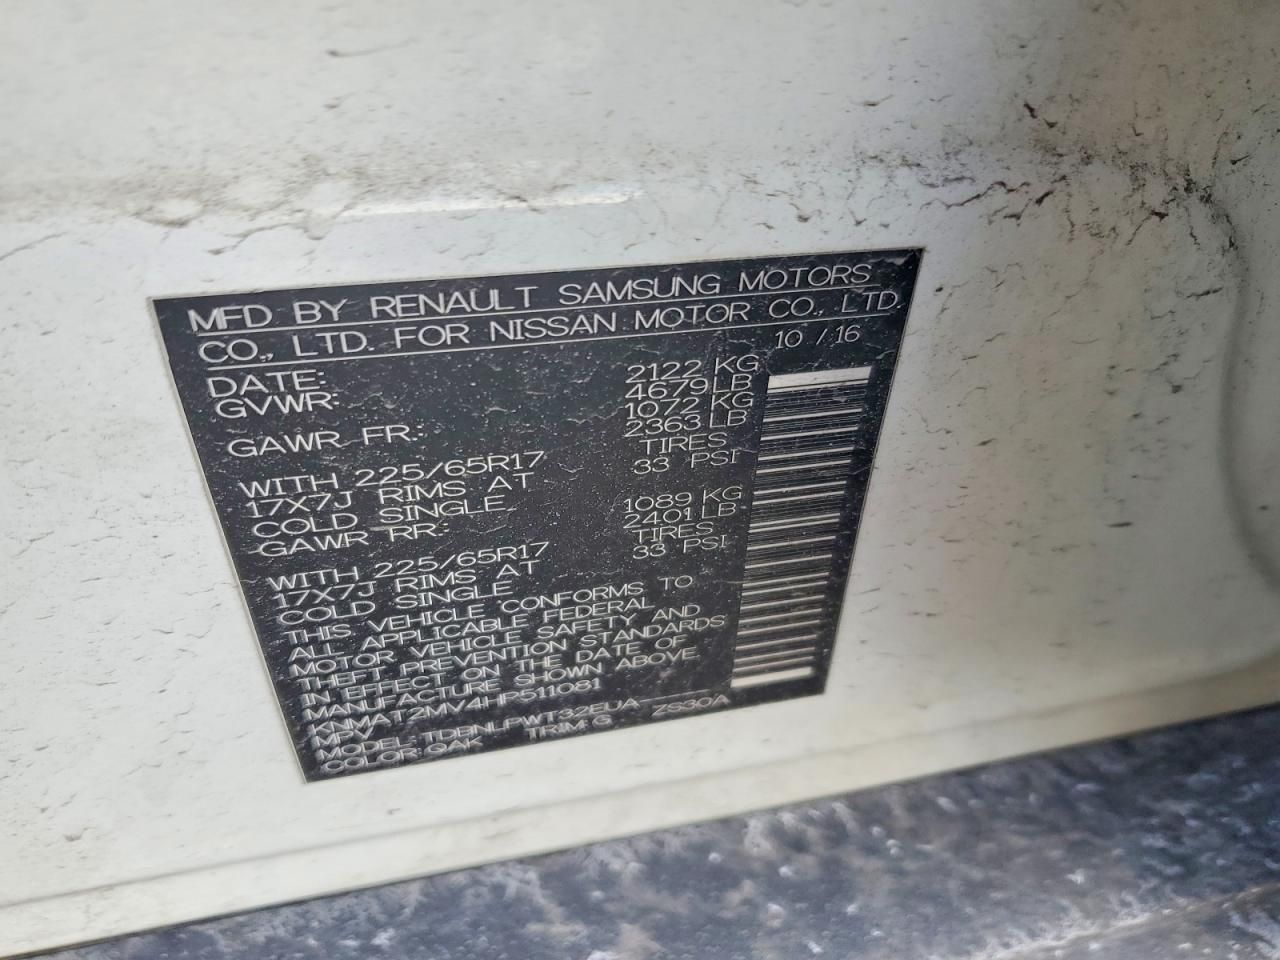 MFD BY RENAULT SAMSUNG MOTORS
CO., LTD. FOR NISSAN MOTOR CO., LTD.
DATE: 10 / 16
GVWR: 2122 KG
4679 LB
GAWR FR.: 1072 KG
2363 LB
WITH 225/65R17 TIRES
17X7J RIMS AT 33 PSI
COLD SINGLE
GAWR RR: 1089 KG
2401 LB
WITH 225/65R17 TIRES
17X7J RIMS AT 33 PSI
COLD SINGLE
THIS VEHICLE CONFORMS TO
ALL APPLICABLE FEDERAL
MOTOR VEHICLE SAFETY AND
THEFT PREVENTION STANDARDS
IN EFFECT ON THE DATE OF
MANUFACTURE SHOWN ABOVE.
KNMAT2MV4HP511081
MPV
MODEL: TDBNLPWT32EUA ZS30A
COLOR: QAK TRIM: G